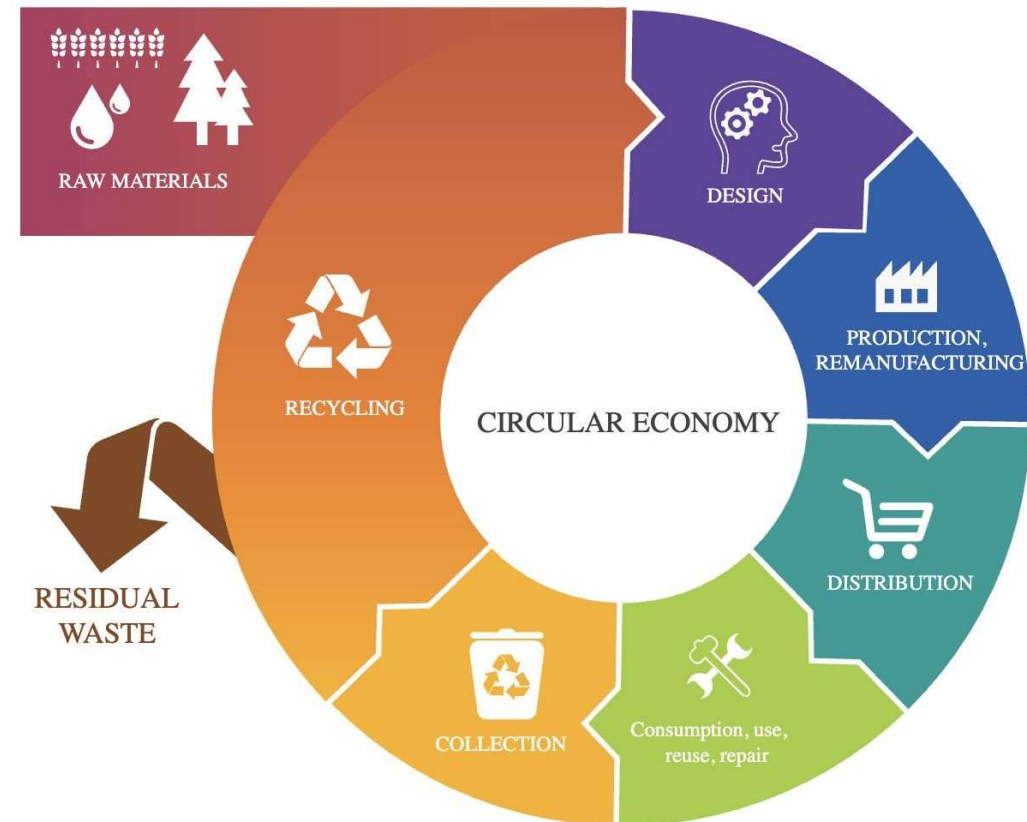 RAW MATERIALS
DESIGN
PRODUCTION,
REMANUFACTURING
RECYCLING
CIRCULAR ECONOMY
DISTRIBUTION
RESIDUAL
WASTE
Consumption, use,
reuse, repair
COLLECTION